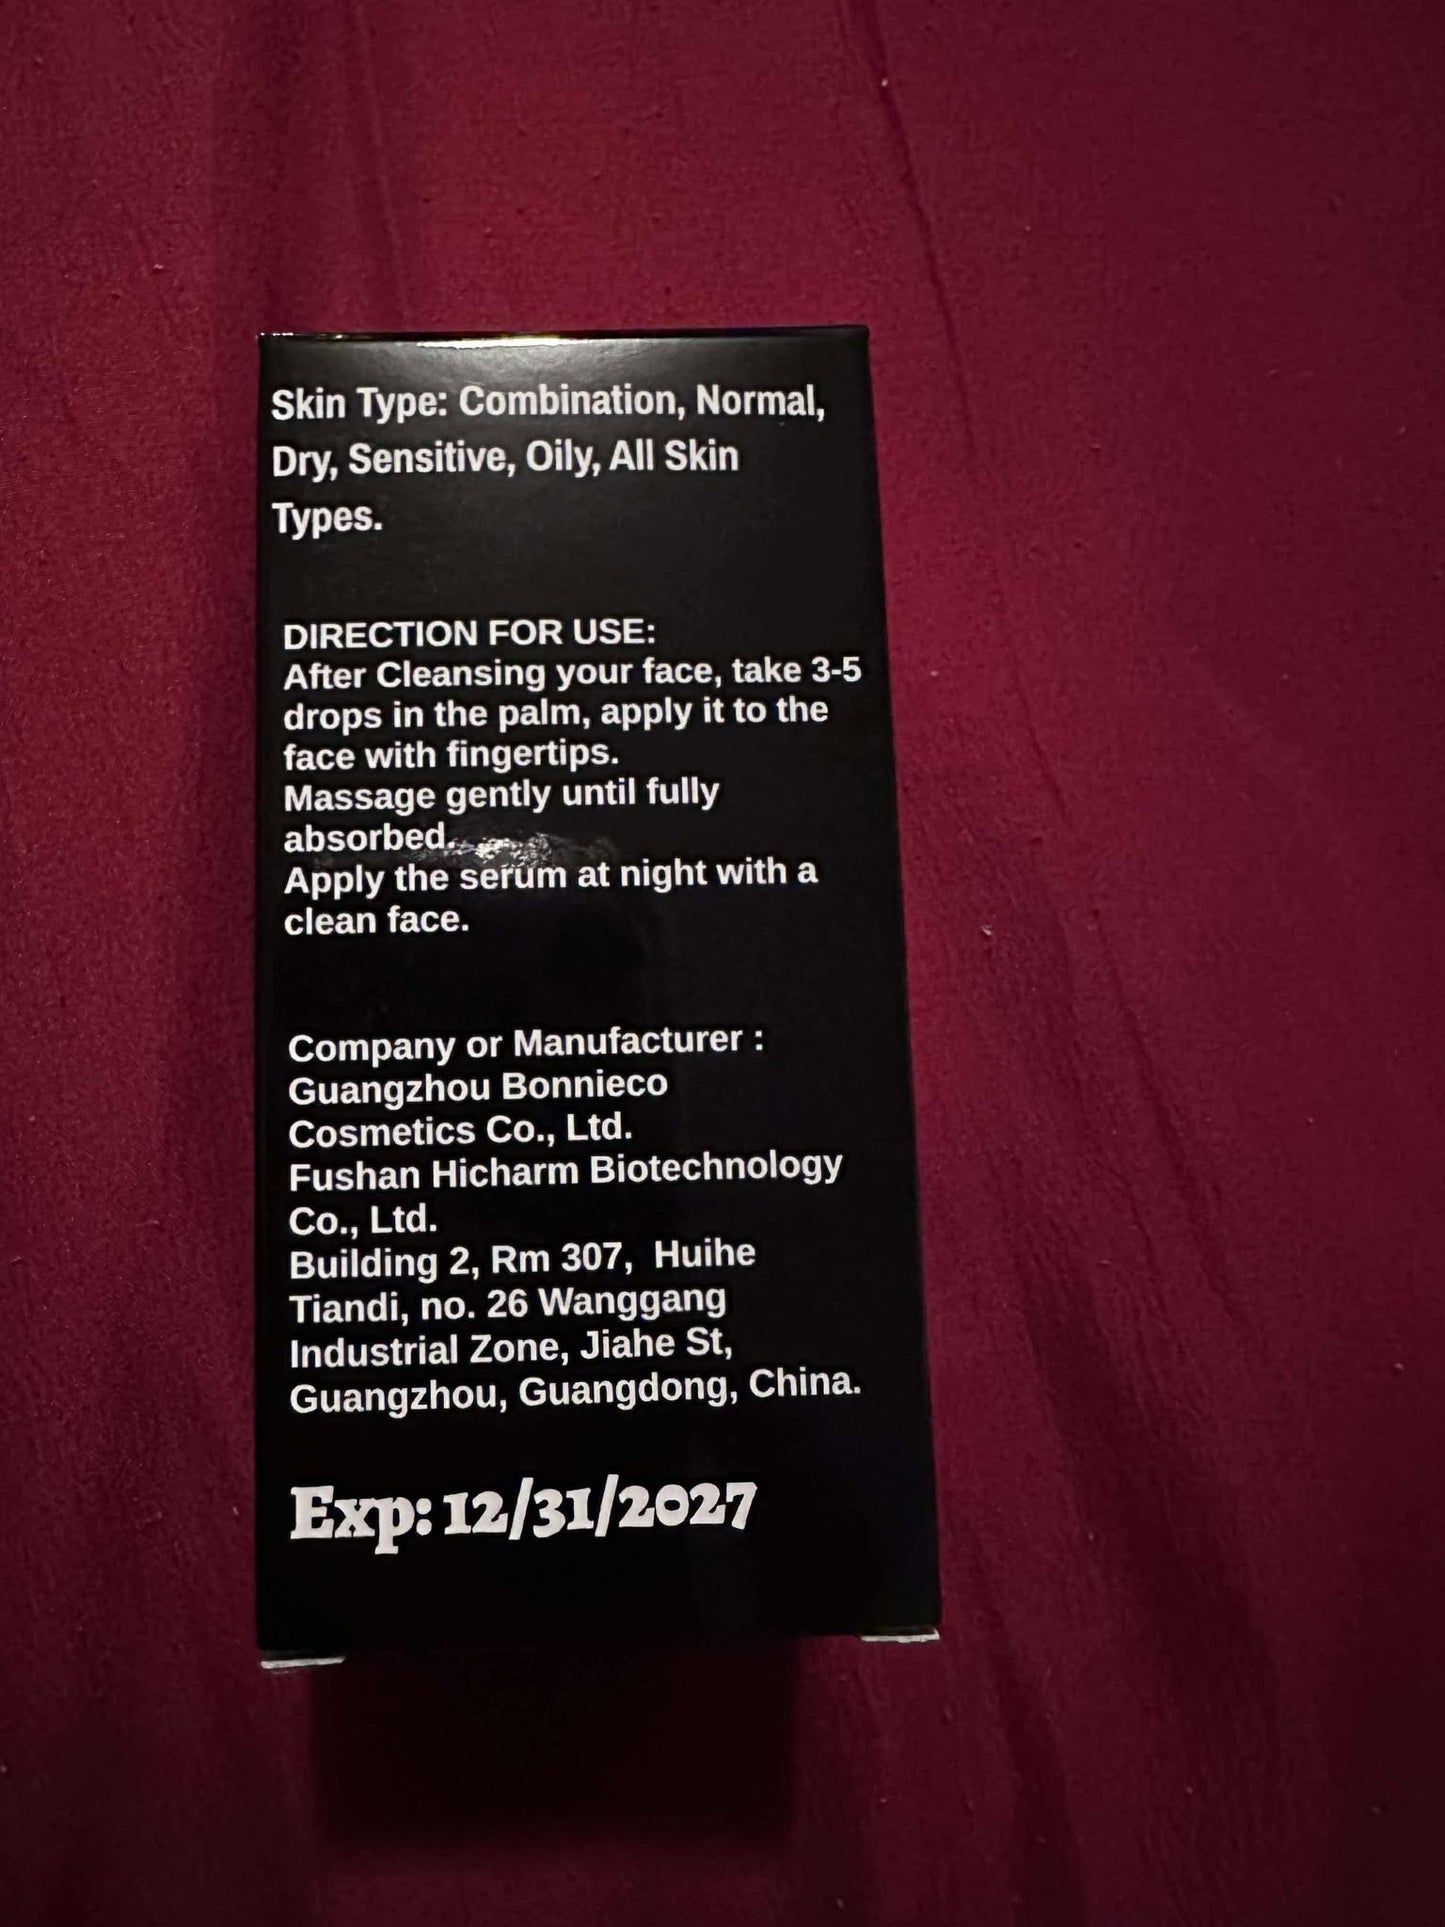 Skin Type: Combination, Normal,
Dry, Sensitive, Oily, All Skin
Types.
DIRECTION FOR USE:
After Cleansing your face, take 3-5
drops in the palm, apply it to the
face with fingertips.
Massage gently until fully
absorbed.
Apply the serum at night with a
clean face.
Company or Manufacturer :
Guangzhou Bonnieco
Cosmetics Co., Ltd.
Fushan Hicharm Biotechnology
Co., Ltd.
Building 2, Rm 307, Huihe
Tiandi, no. 26 Wanggang
Industrial Zone, Jiahe St,
Guangzhou, Guangdong, China.
Exp: 12/31/2027